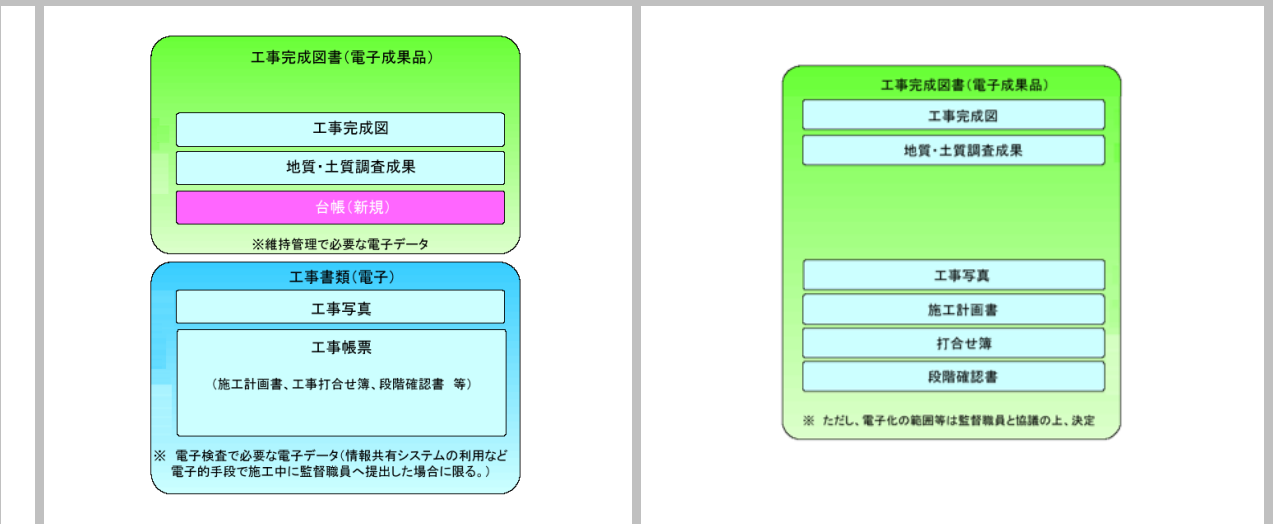 工事完成図書(電子成果品)
工事完成図
地質・土質調査成果
台帳(新規)
※維持管理で必要な電子データ
工事書類(電子)
工事写真
工事帳票
(施工計画書、工事打合せ簿、段階確認書 等)
※ 電子検査で必要な電子データ(情報共有システムの利用など
電子的手段で施工中に監督職員へ提出した場合に限る。)
工事完成図書(電子成果品)
工事完成図
地質・土質調査成果
工事写真
施工計画書
打合せ簿
段階確認書
※ ただし、電子化の範囲等は監督職員と協議の上、決定